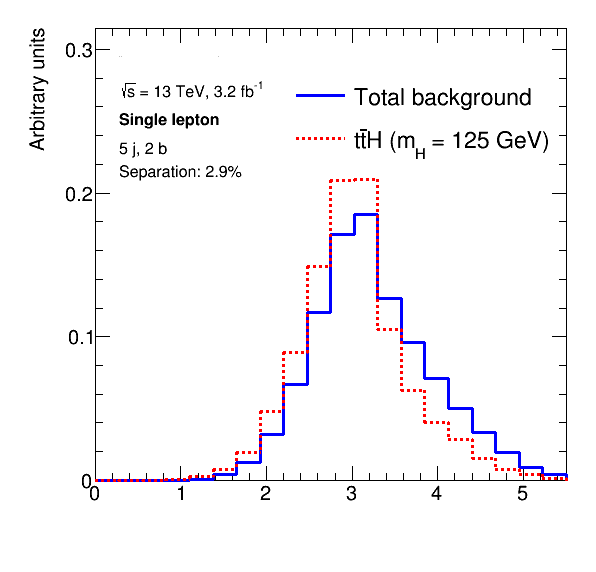 Arbitrary units
0.3
0.2
0.1
0
√s = 13 TeV, 3.2 fb⁻¹
Single lepton
5 j, 2 b
Separation: 2.9%
Total background
tt̄H (m_H = 125 GeV)
0 1 2 3 4 5